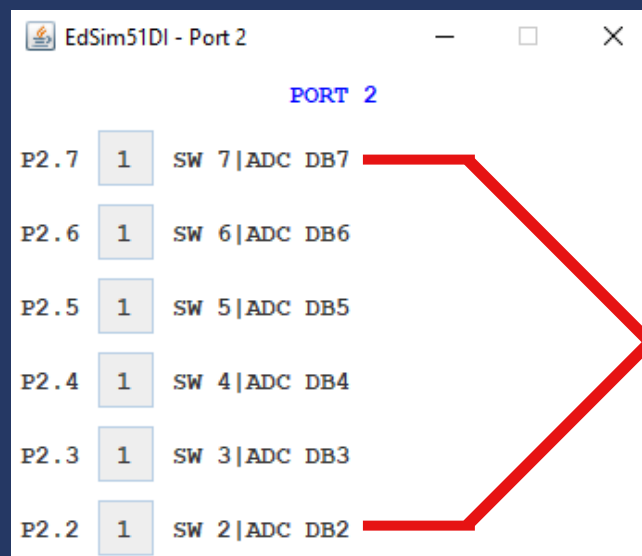 EdSim51DI - Port 2
PORT 2
P2.7 1 SW 7|ADC DB7
P2.6 1 SW 6|ADC DB6
P2.5 1 SW 5|ADC DB5
P2.4 1 SW 4|ADC DB4
P2.3 1 SW 3|ADC DB3
P2.2 1 SW 2|ADC DB2